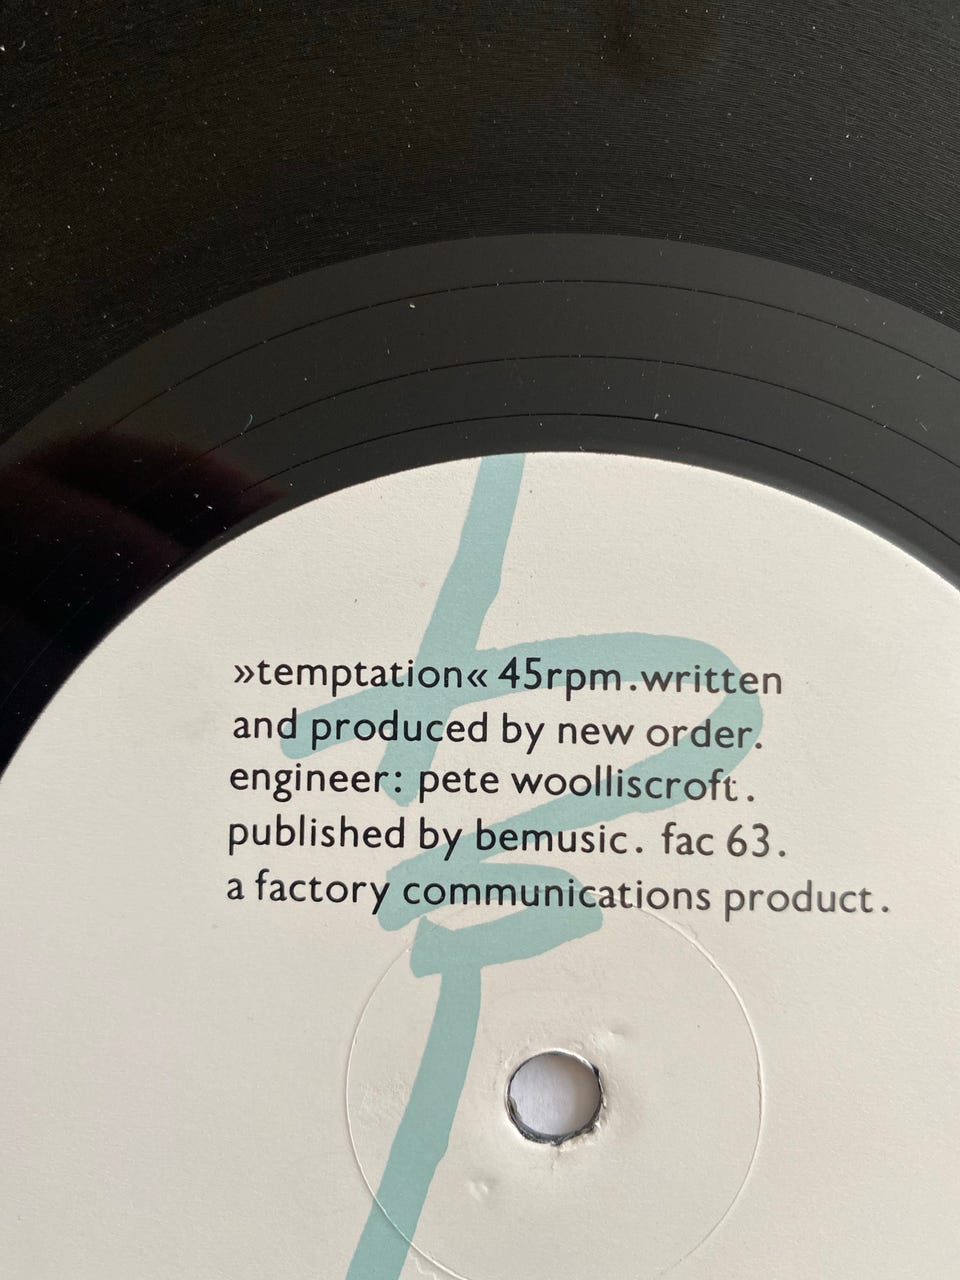 »temptation« 45rpm.written
and produced by new order.
engineer: pete woolliscroft.
published by bemusic. fac 63.
a factory communications product.